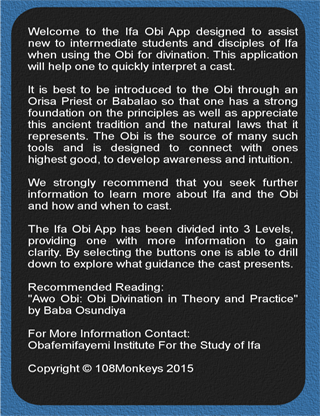 Welcome to the Ifa Obi App designed to assist
new to intermediate students and disciples of Ifa
when using the Obi for divination. This application
will help one to quickly interpret a cast.
It is best to be introduced to the Obi through an
Orisa Priest or Babalao so that one has a strong
foundation on the principles as well as appreciate
this ancient tradition and the natural laws that it
represents. The Obi is the source of many such
tools and is designed to connect with ones
highest good, to develop awareness and intuition.
We strongly recommend that you seek further
information to learn more about Ifa and the Obi
and how and when to cast.
The Ifa Obi App has been divided into 3 Levels,
providing one with more information to gain
clarity. By selecting the buttons one is able to drill
down to explore what guidance the cast presents.
Recommended Reading:
"Awo Obi: Obi Divination in Theory and Practice"
by Baba Osundiya
For More Information Contact:
Obafemifayemi Institute For the Study of Ifa
Copyright © 108Monkeys 2015